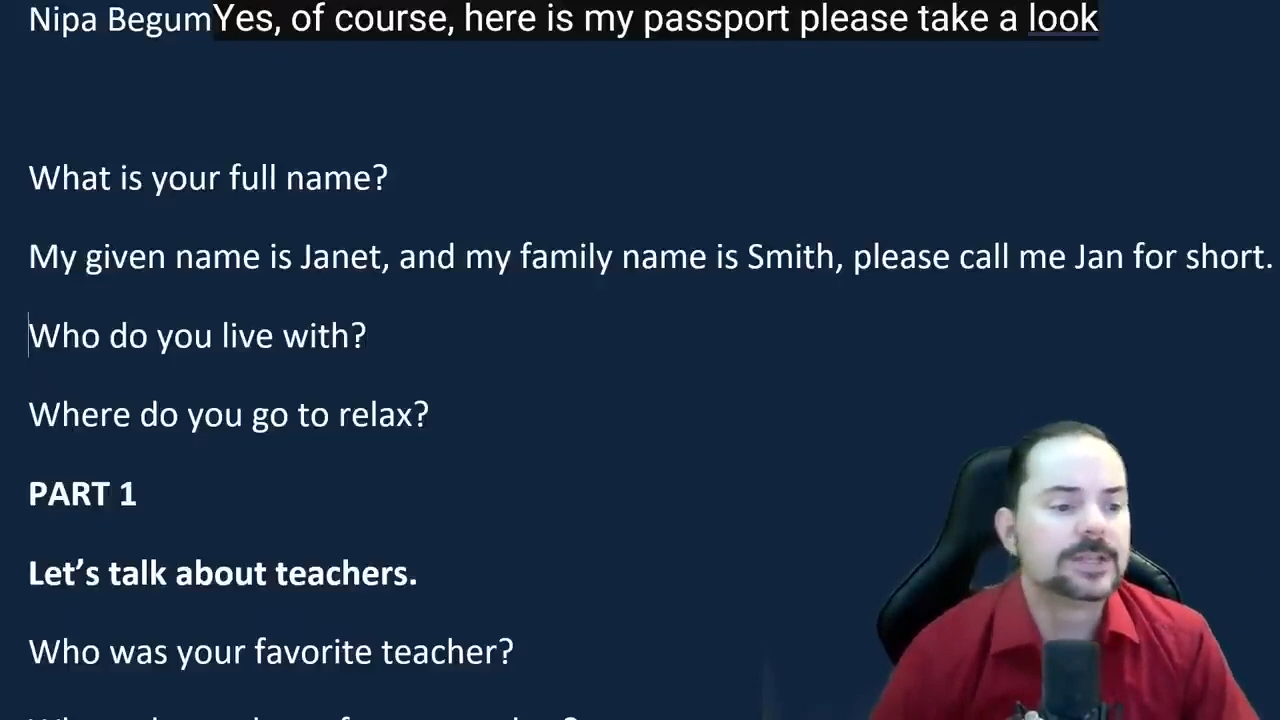 Nipa BegumYes, of course, here is my passport please take a look
What is your full name?
My given name is Janet, and my family name is Smith, please call me Jan for short.
Who do you live with?
Where do you go to relax?
PART 1
Let’s talk about teachers.
Who was your favorite teacher?